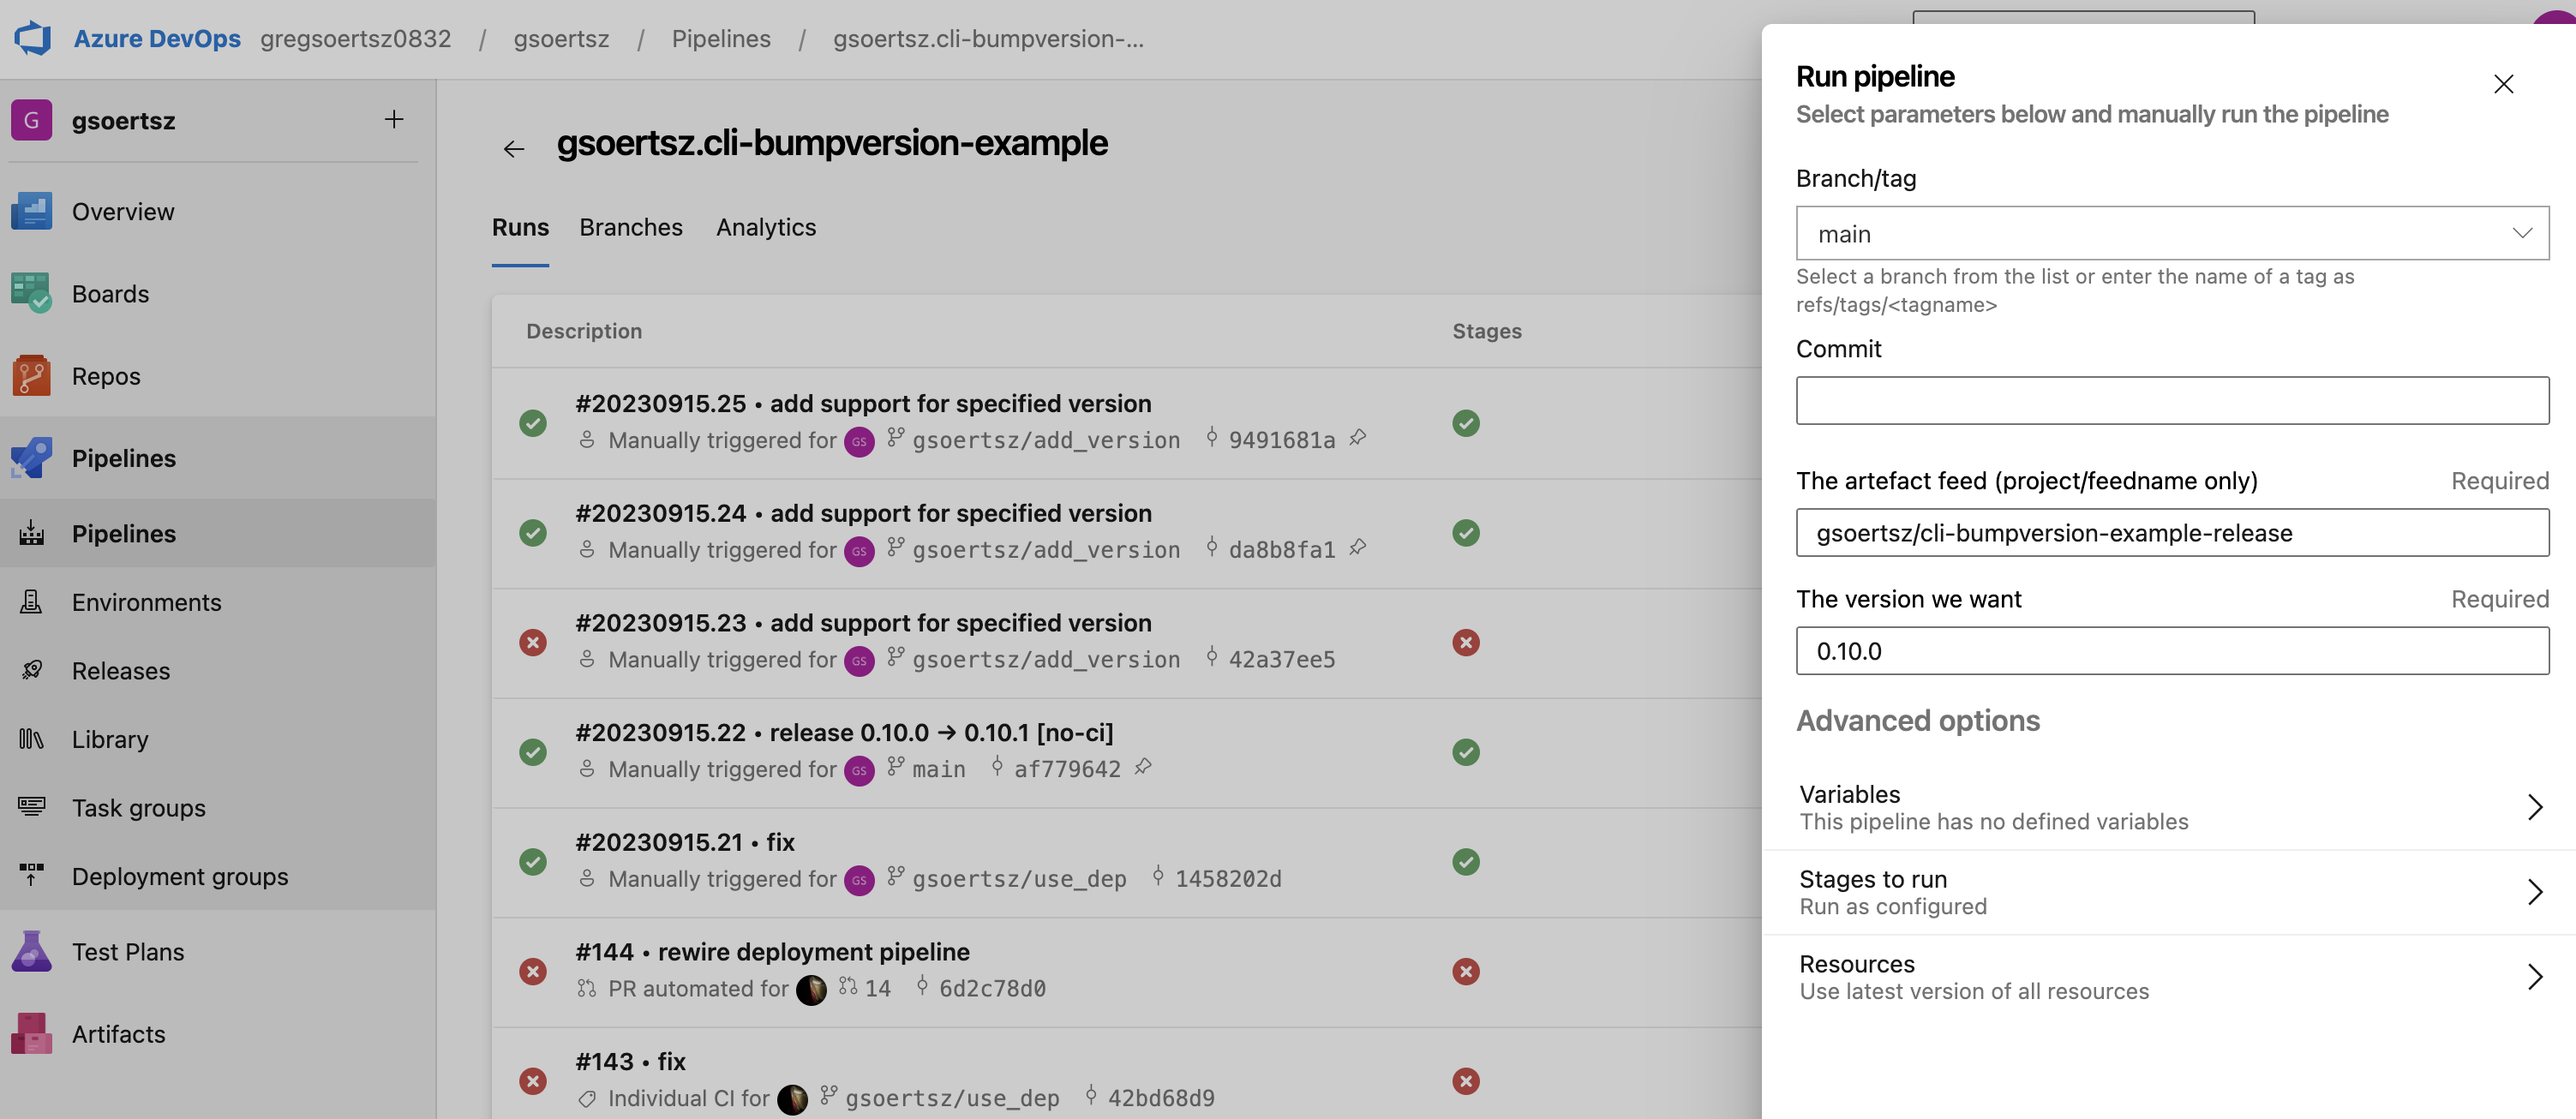 Azure DevOps gregsoertsz0832 / gsoertsz / Pipelines / gsoertsz.cli-bumpversion-...
G gsoertsz +
Overview
Boards
Repos
Pipelines
Pipelines
Environments
Releases
Library
Task groups
Deployment groups
Test Plans
Artifacts
gsoertsz.cli-bumpversion-example
Runs Branches Analytics
Description Stages
#20230915.25 • add support for specified version
Manually triggered for GS gsoertsz/add_version 9491681a
#20230915.24 • add support for specified version
Manually triggered for GS gsoertsz/add_version da8b8fa1
#20230915.23 • add support for specified version
Manually triggered for GS gsoertsz/add_version 42a37ee5
#20230915.22 • release 0.10.0 → 0.10.1 [no-ci]
Manually triggered for GS main af779642
#20230915.21 • fix
Manually triggered for GS gsoertsz/use_dep 1458202d
#144 • rewire deployment pipeline
PR automated for 14 6d2c78d0
#143 • fix
Individual CI for gsoertsz/use_dep 42bd68d9
Run pipeline
Select parameters below and manually run the pipeline
Branch/tag
main
Select a branch from the list or enter the name of a tag as
refs/tags/<tagname>
Commit
The artefact feed (project/feedname only) Required
gsoertsz/cli-bumpversion-example-release
The version we want Required
0.10.0
Advanced options
Variables
This pipeline has no defined variables
Stages to run
Run as configured
Resources
Use latest version of all resources